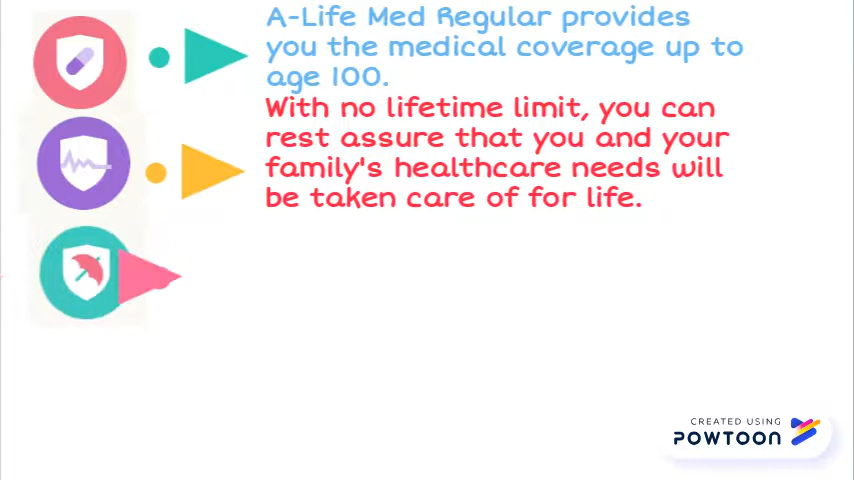 A-Life Med Regular provides
you the medical coverage up to
age 100.
With no lifetime limit, you can
rest assure that you and your
family's healthcare needs will
be taken care of for life.
CREATED USING
POWTOON